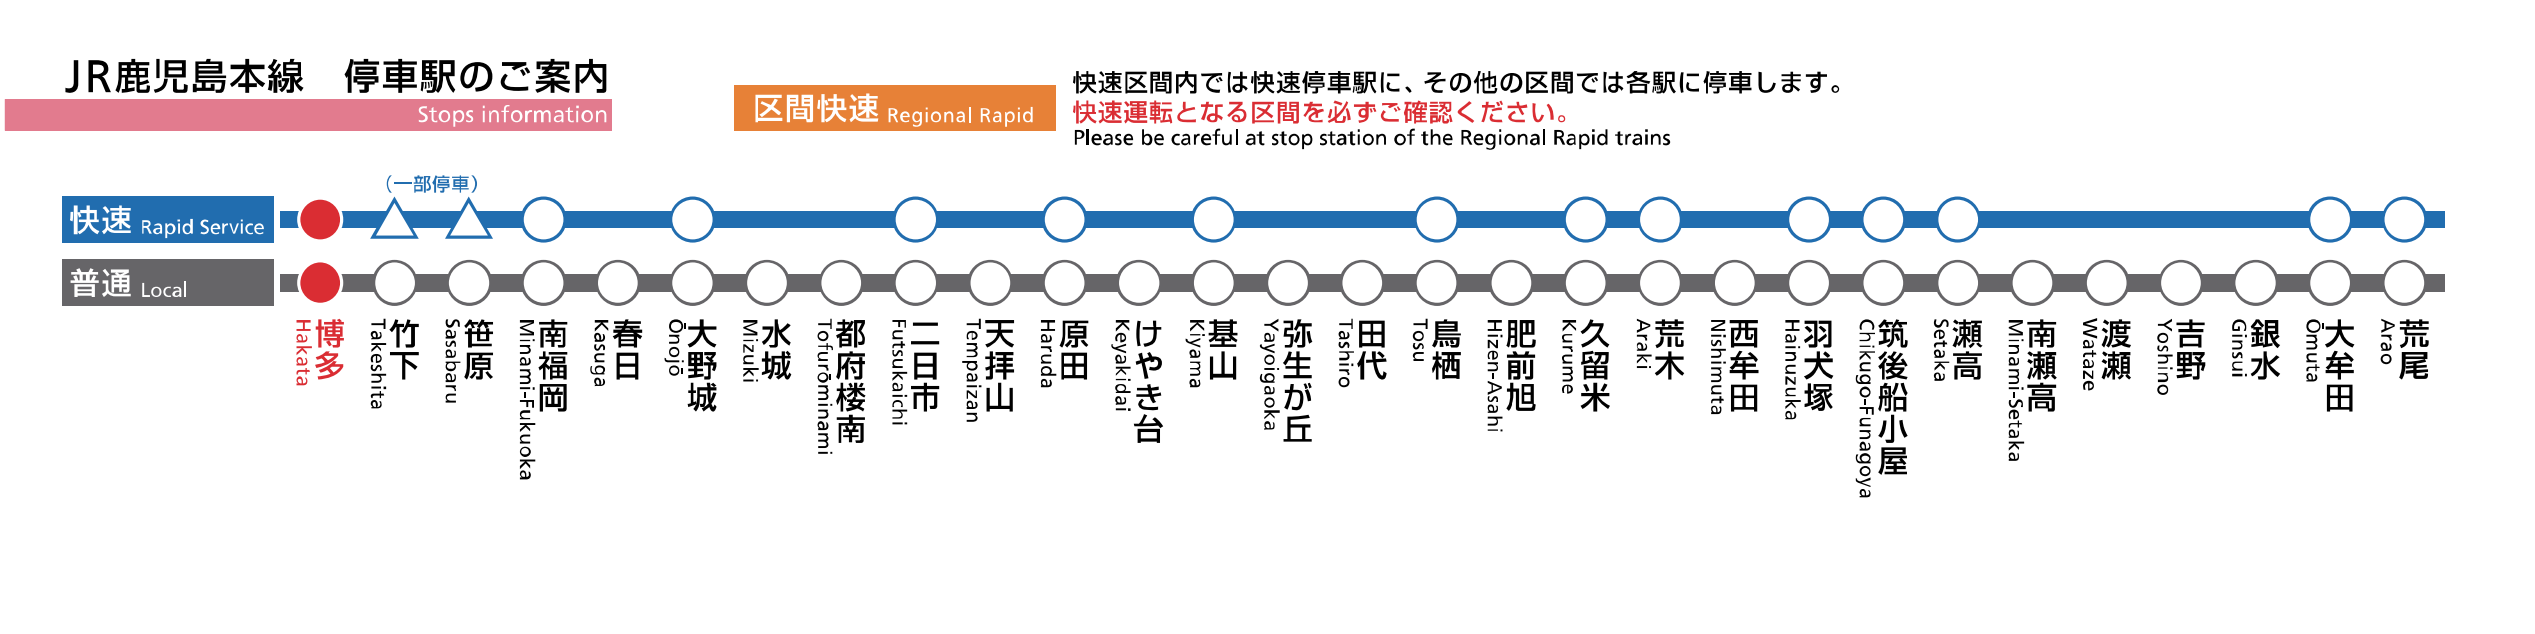 JR鹿児島本線　停車駅のご案内
Stops information
区間快速 Regional Rapid
快速区間内では快速停車駅に、その他の区間では各駅に停車します。
快速運転となる区間を必ずご確認ください。
Please be careful at stop station of the Regional Rapid trains
（一部停車）
快速 Rapid Service
普通 Local
博多
Hakata
竹下
Takeshita
笹原
Sasabaru
南福岡
Minami-Fukuoka
春日
Kasuga
大野城
Ōnojō
水城
Mizuki
都府楼南
Tofurōminami
二日市
Futsukaichi
天拝山
Tempaizan
原田
Haruda
けやき台
Keyakidai
基山
Kiyama
弥生が丘
Yayoigaoka
田代
Tashiro
鳥栖
Tosu
肥前旭
Hizen-Asahi
久留米
Kurume
荒木
Araki
西牟田
Nishimuta
羽犬塚
Hainuzuka
筑後船小屋
Chikugo-Funagoya
瀬高
Setaka
南瀬高
Minami-Setaka
渡瀬
Wataze
吉野
Yoshino
銀水
Ginsui
大牟田
Ōmuta
荒尾
Arao